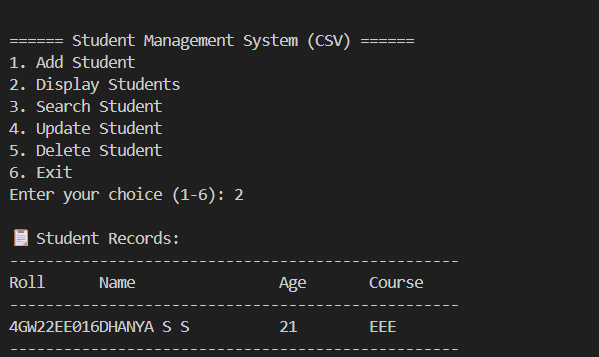 ====== Student Management System (CSV) ======
1. Add Student
2. Display Students
3. Search Student
4. Update Student
5. Delete Student
6. Exit
Enter your choice (1-6): 2
📋 Student Records:
--------------------------------------------------
Roll      Name                Age       Course
--------------------------------------------------
4GW22EE016DHANYA S S          21        EEE
--------------------------------------------------